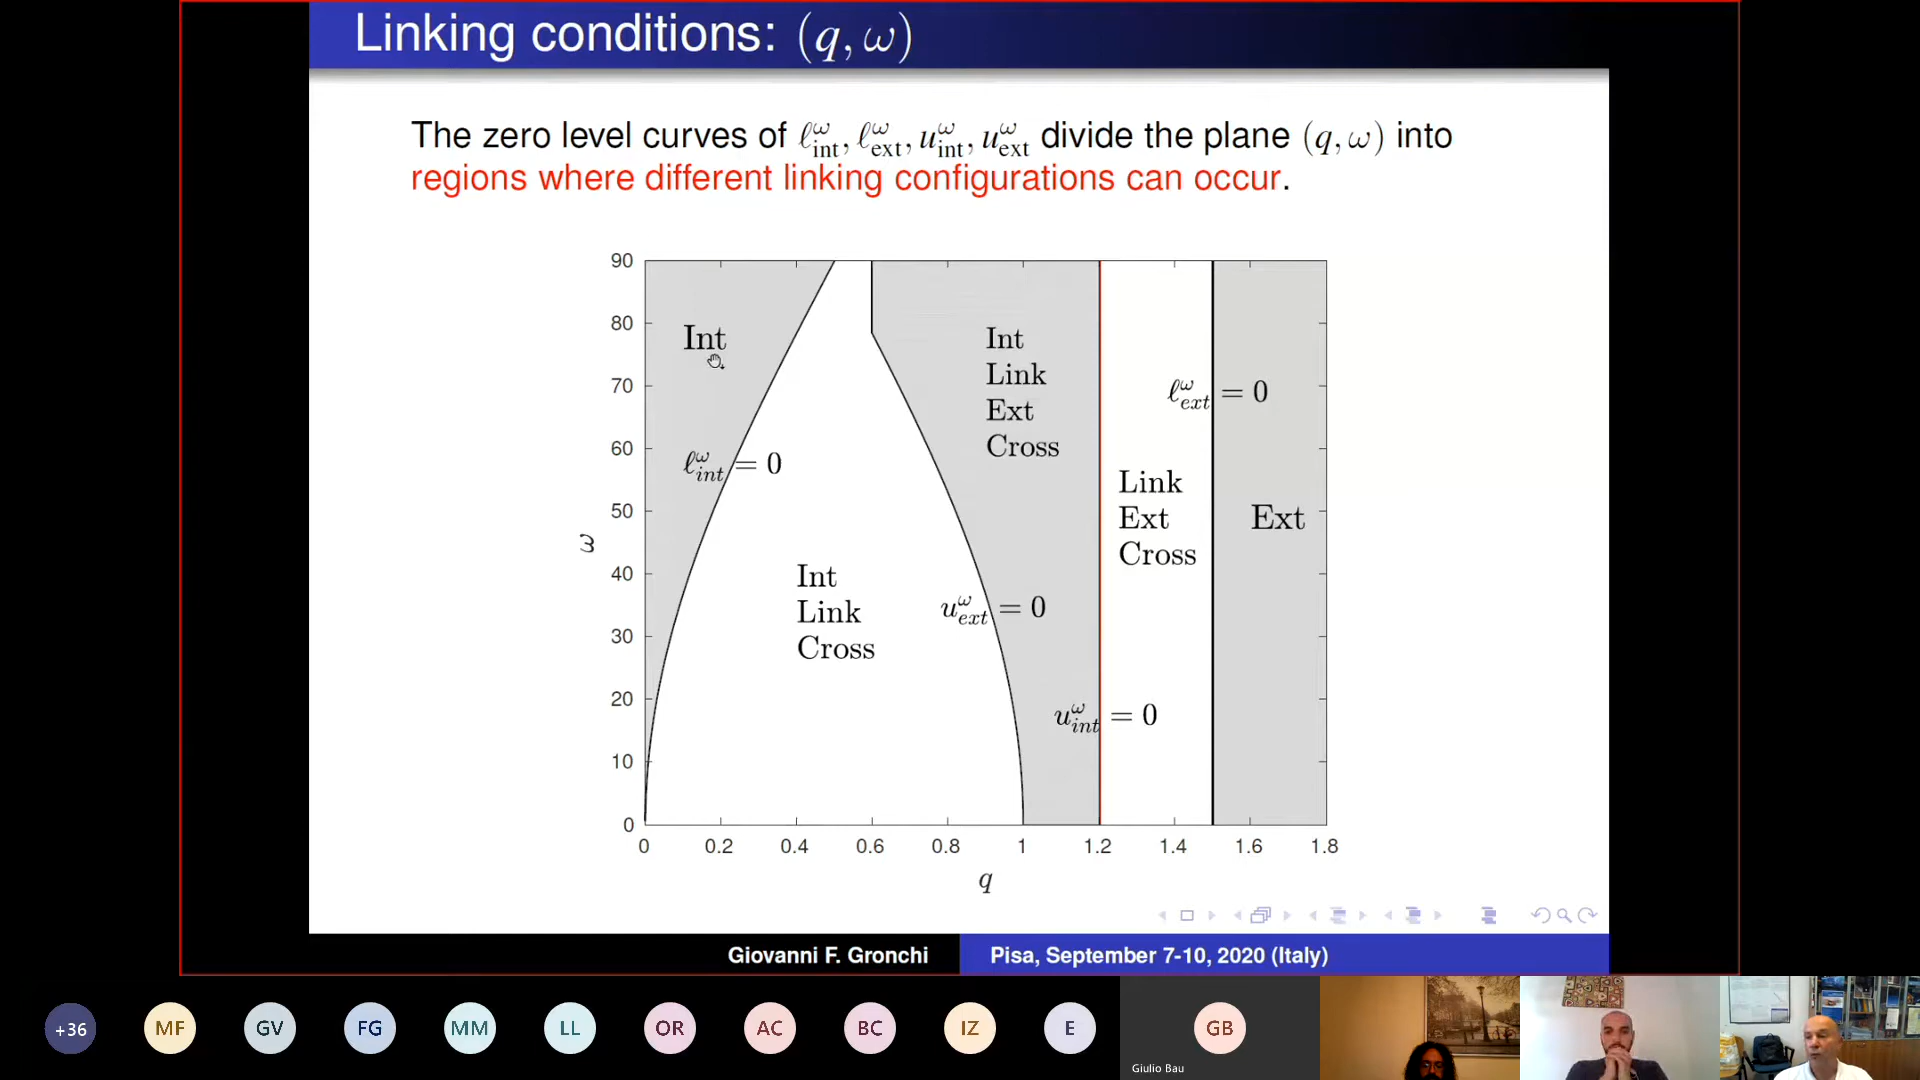 Linking conditions: (q, ω)
The zero level curves of ℓ^ω_int, ℓ^ω_ext, u^ω_int, u^ω_ext divide the plane (q, ω) into
regions where different linking configurations can occur.
90
80
70
60
50
40
30
20
10
0
ω
Int
ℓ^ω_int = 0
Int
Link
Cross
u^ω_ext = 0
Int
Link
Ext
Cross
u^ω_int = 0
Link
Ext
Cross
ℓ^ω_ext = 0
Ext
0 0.2 0.4 0.6 0.8 1 1.2 1.4 1.6 1.8
q
Giovanni F. Gronchi Pisa, September 7-10, 2020 (Italy)
+36 MF GV FG MM LL OR AC BC IZ E GB
Giulio Bau